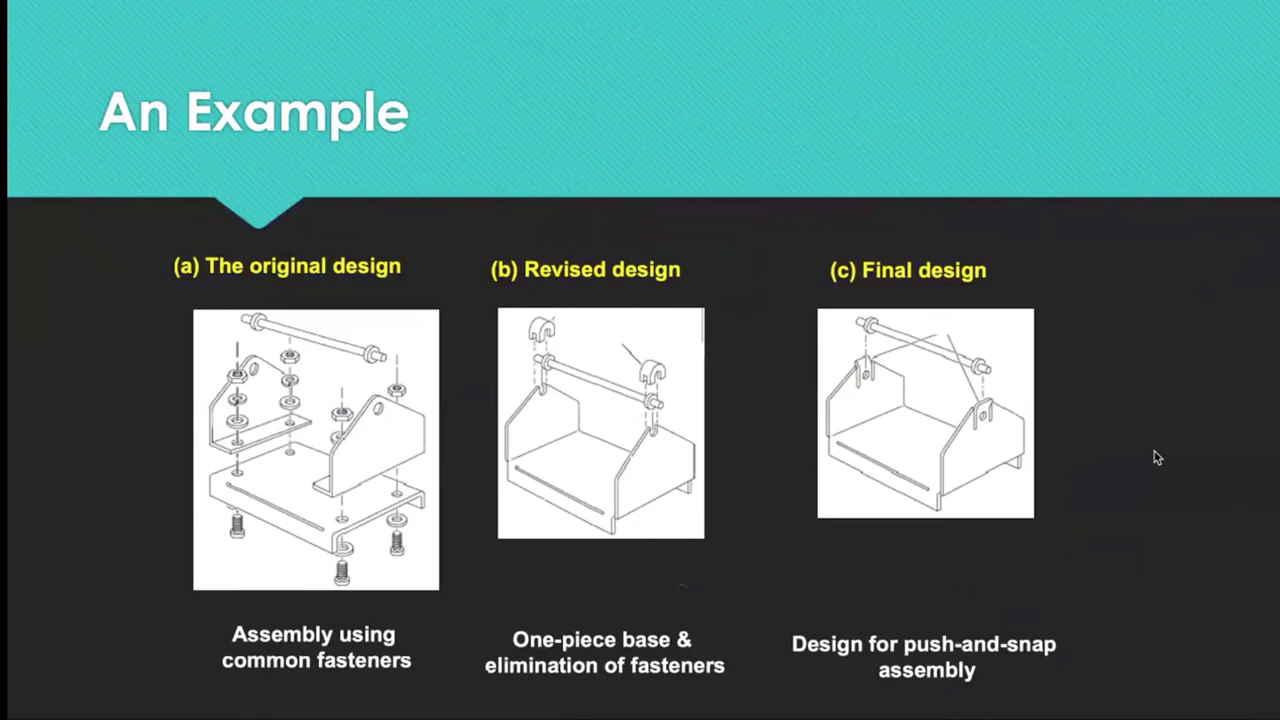 An Example
(a) The original design
(b) Revised design
(c) Final design
Assembly using
common fasteners
One-piece base &
elimination of fasteners
Design for push-and-snap
assembly